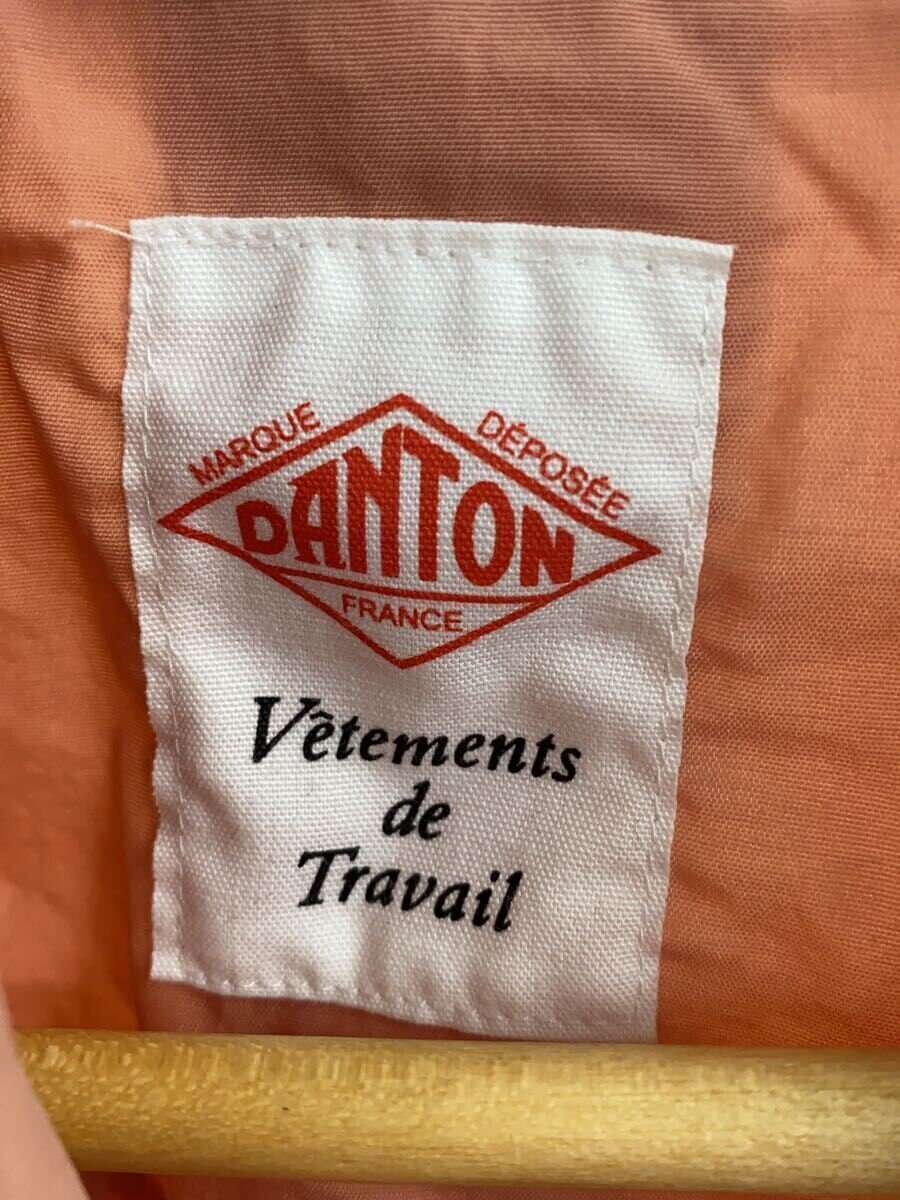 MARQUE DÉPOSÉE
DANTON
FRANCE
Vêtements
de
Travail